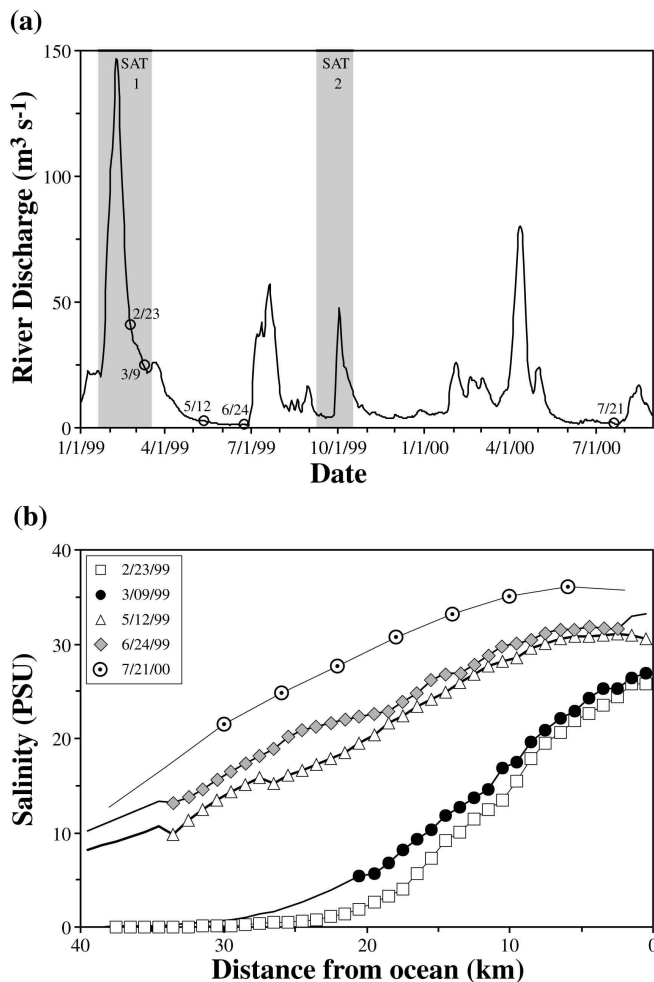 (a)
150
100
50
0
River Discharge (m³ s⁻¹)
SAT
1
SAT
2
2/23
3/9
5/12
6/24
7/21
1/1/99 4/1/99 7/1/99 10/1/99 1/1/00 4/1/00 7/1/00
Date
(b)
40
30
20
10
0
Salinity (PSU)
2/23/99
3/09/99
5/12/99
6/24/99
7/21/00
40 30 20 10 0
Distance from ocean (km)